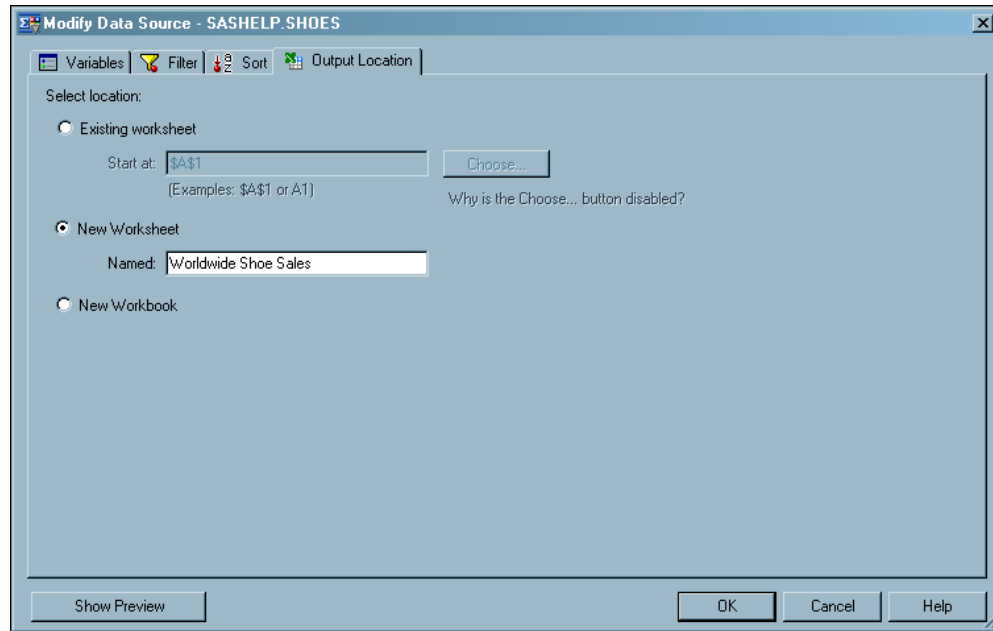 Modify Data Source - SASHELP.SHOES
Variables Filter Sort Output Location
Select location:
Existing worksheet
Start at: $A$1 Choose...
(Examples: $A$1 or A1)
Why is the Choose... button disabled?
New Worksheet
Named: Worldwide Shoe Sales
New Workbook
Show Preview OK Cancel Help